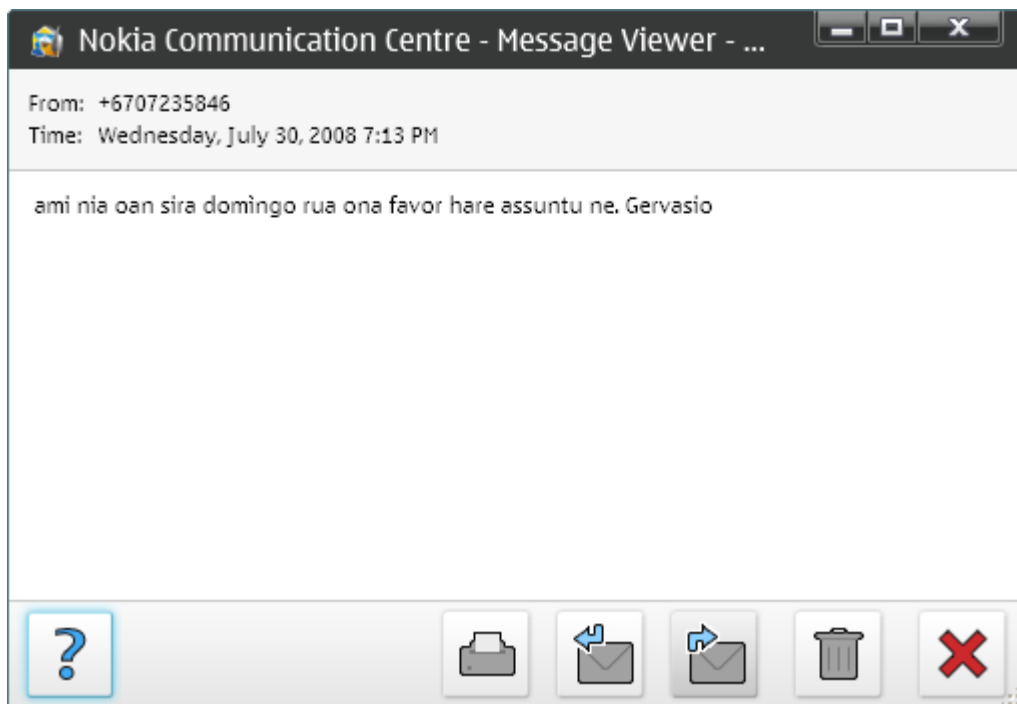 Nokia Communication Centre - Message Viewer - ...
From: +6707235846
Time: Wednesday, July 30, 2008 7:13 PM
ami nia oan sira domìngo rua ona favor hare assuntu ne. Gervasio